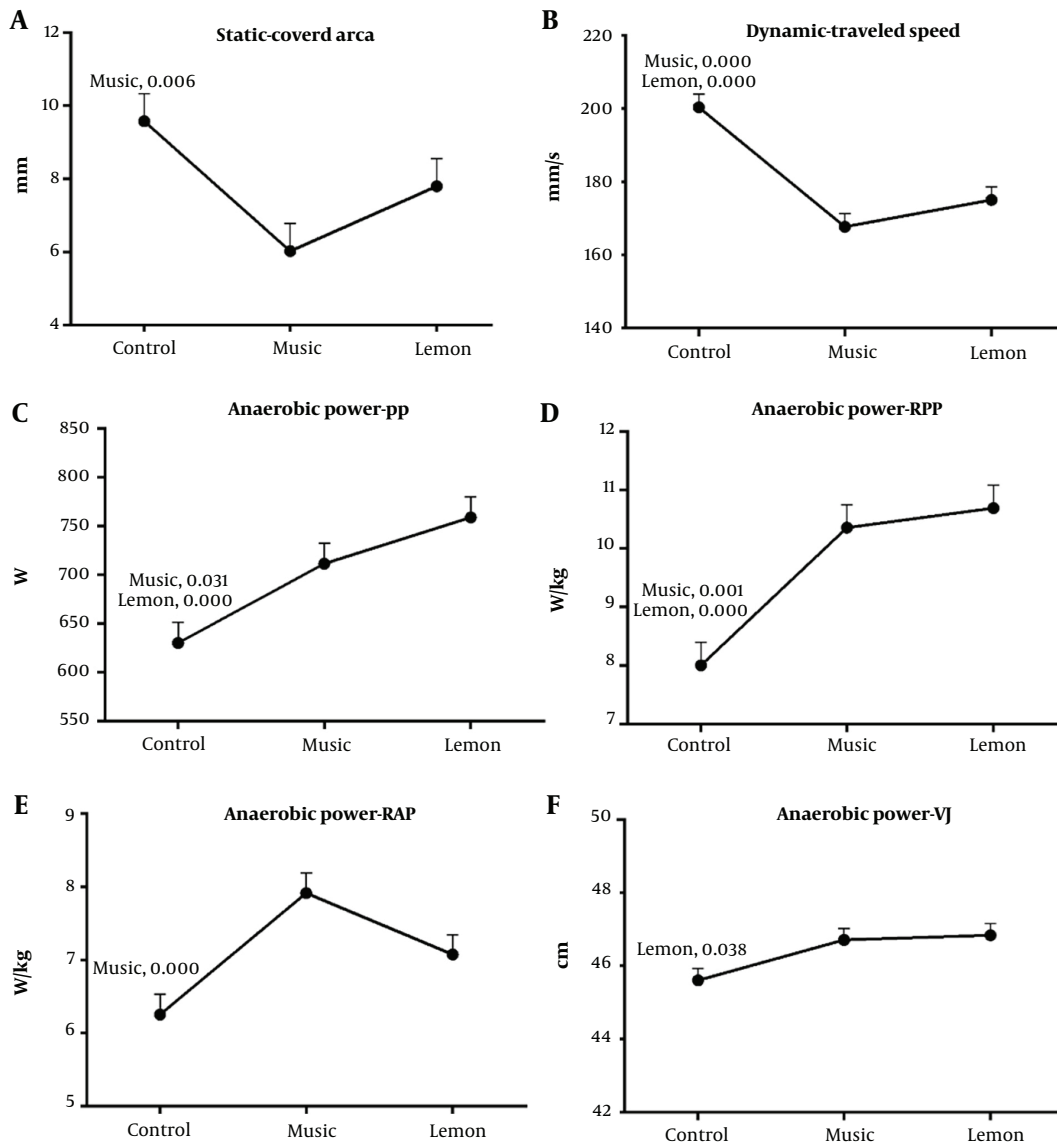 A
Static-coverd arca
12
10
8
6
4
mm
Music, 0.006
Control
Music
Lemon
B
Dynamic-traveled speed
220
200
180
160
140
mm/s
Music, 0.000
Lemon, 0.000
Control
Music
Lemon
C
Anaerobic power-pp
850
800
750
700
650
600
550
W
Music, 0.031
Lemon, 0.000
Control
Music
Lemon
D
Anaerobic power-RPP
12
11
10
9
8
7
W/kg
Music, 0.001
Lemon, 0.000
Control
Music
Lemon
E
Anaerobic power-RAP
9
8
7
6
5
W/kg
Music, 0.000
Control
Music
Lemon
F
Anaerobic power-VJ
50
48
46
44
42
cm
Lemon, 0.038
Control
Music
Lemon